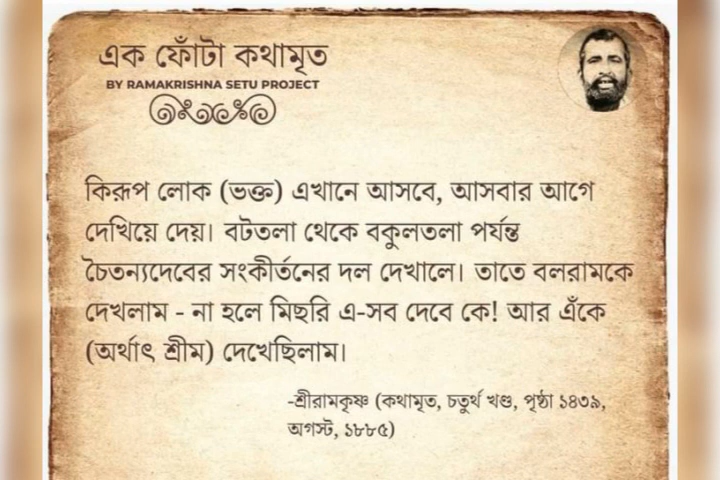 এক ফোঁটা কথামৃত
BY RAMAKRISHNA SETU PROJECT
কিরূপ লোক (ভক্ত) এখানে আসবে, আসবার আগে
দেখিয়ে দেয়। বটতলা থেকে বকুলতলা পর্যন্ত
চৈতন্যদেবের সংকীর্তনের দল দেখালে। তাতে বলরামকে
দেখলাম - না হলে মিছরি এ-সব দেবে কে! আর এঁকে
(অর্থাৎ শ্রীম) দেখেছিলাম।
-শ্রীরামকৃষ্ণ (কথামৃত, চতুর্থ খণ্ড, পৃষ্ঠা ১৪৩৯,
অগস্ট, ১৮৮৫)